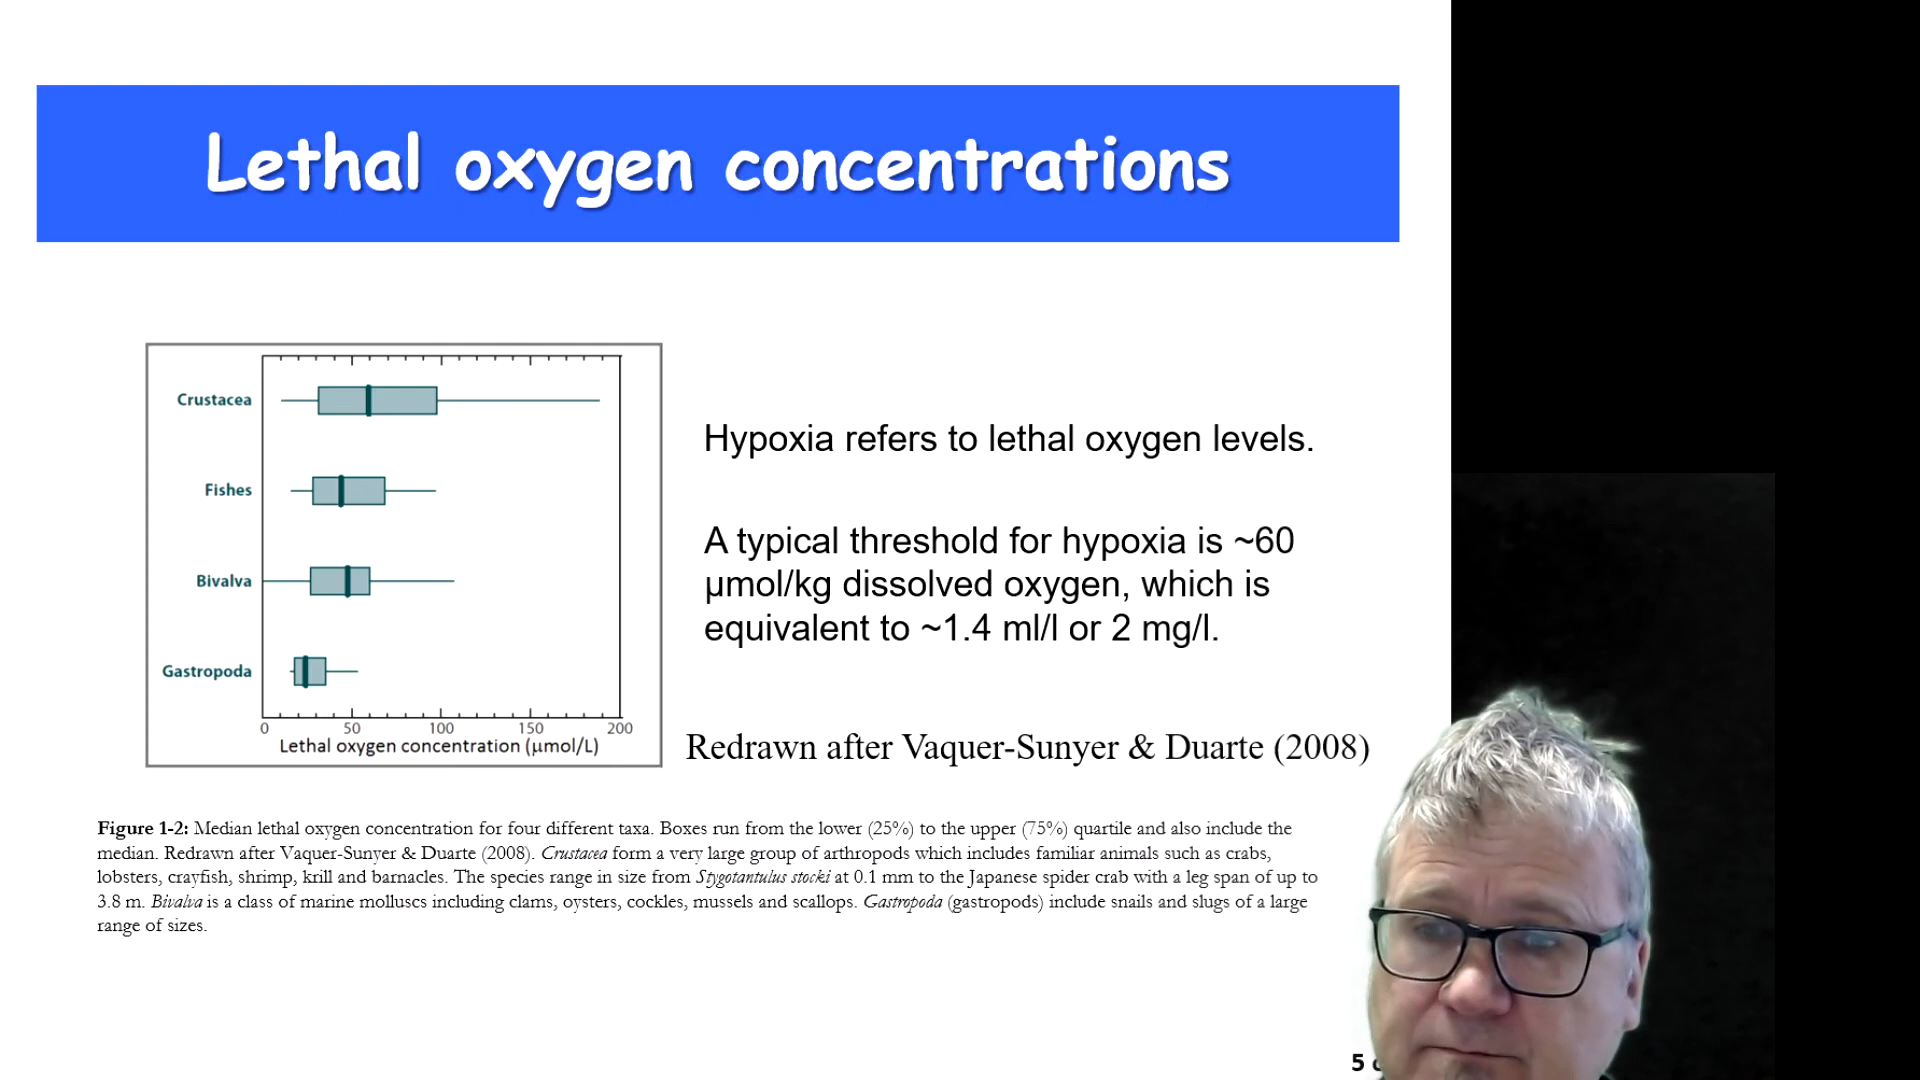 Lethal oxygen concentrations
Crustacea
Fishes
Bivalva
Gastropoda
0 50 100 150 200
Lethal oxygen concentration (µmol/L)
Hypoxia refers to lethal oxygen levels.
A typical threshold for hypoxia is ~60
µmol/kg dissolved oxygen, which is
equivalent to ~1.4 ml/l or 2 mg/l.
Redrawn after Vaquer-Sunyer & Duarte (2008)
Figure 1-2: Median lethal oxygen concentration for four different taxa. Boxes run from the lower (25%) to the upper (75%) quartile and also include the
median. Redrawn after Vaquer-Sunyer & Duarte (2008). Crustacea form a very large group of arthropods which includes familiar animals such as crabs,
lobsters, crayfish, shrimp, krill and barnacles. The species range in size from Stygotantulus stocki at 0.1 mm to the Japanese spider crab with a leg span of up to
3.8 m. Bivalva is a class of marine molluscs including clams, oysters, cockles, mussels and scallops. Gastropoda (gastropods) include snails and slugs of a large
range of sizes.
5